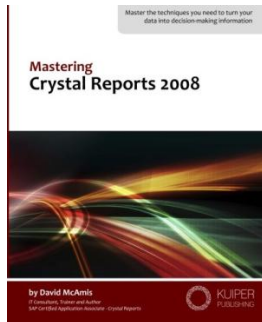 Master the techniques you need to turn your
data into decision-making information
Mastering
Crystal Reports 2008
by David McAmis
IT Consultant, Trainer and Author
SAP Certified Application Associate - Crystal Reports
KUIPER
PUBLISHING